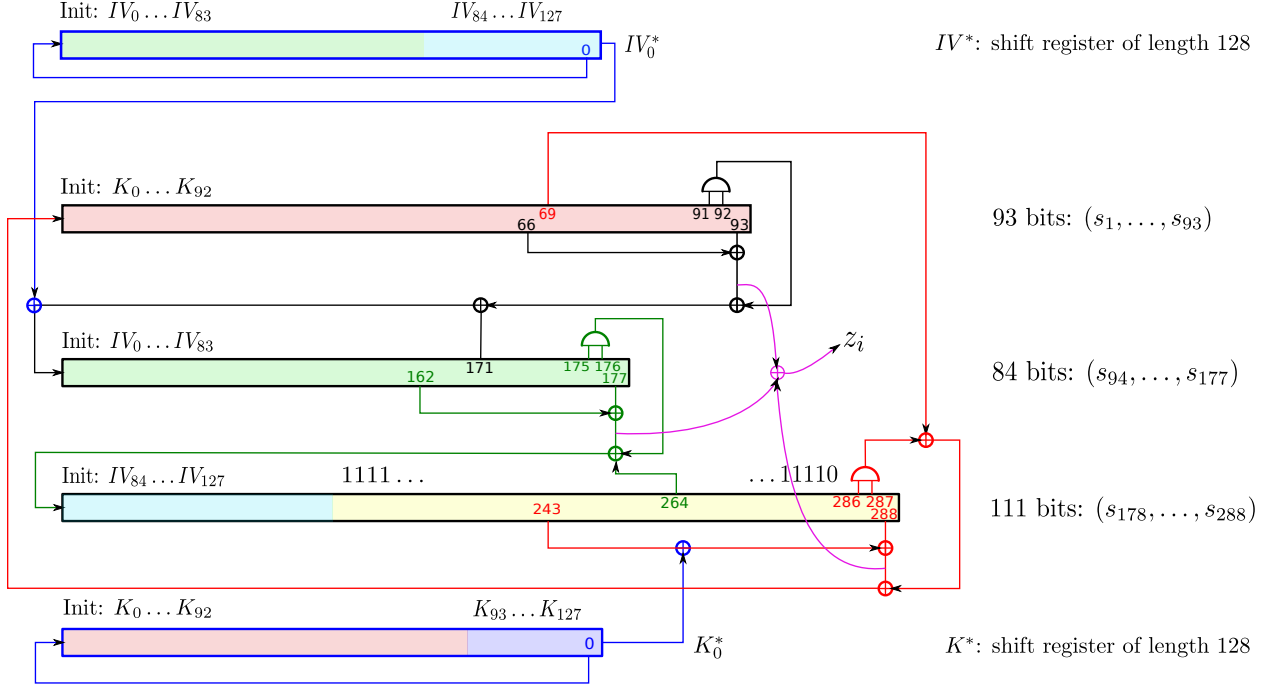 Init: IV₀ … IV₈₃ IV₈₄ … IV₁₂₇
0 IV₀* IV*: shift register of length 128
Init: K₀ … K₉₂
69 91 92
66 93
93 bits: (s₁, …, s₉₃)
Init: IV₀ … IV₈₃
zᵢ
171 175 176
162 177
84 bits: (s₉₄, …, s₁₇₇)
Init: IV₈₄ … IV₁₂₇ 1111 … … 11110
243 264 286 287
288
111 bits: (s₁₇₈, …, s₂₈₈)
Init: K₀ … K₉₂ K₉₃ … K₁₂₇
0 K₀* K*: shift register of length 128